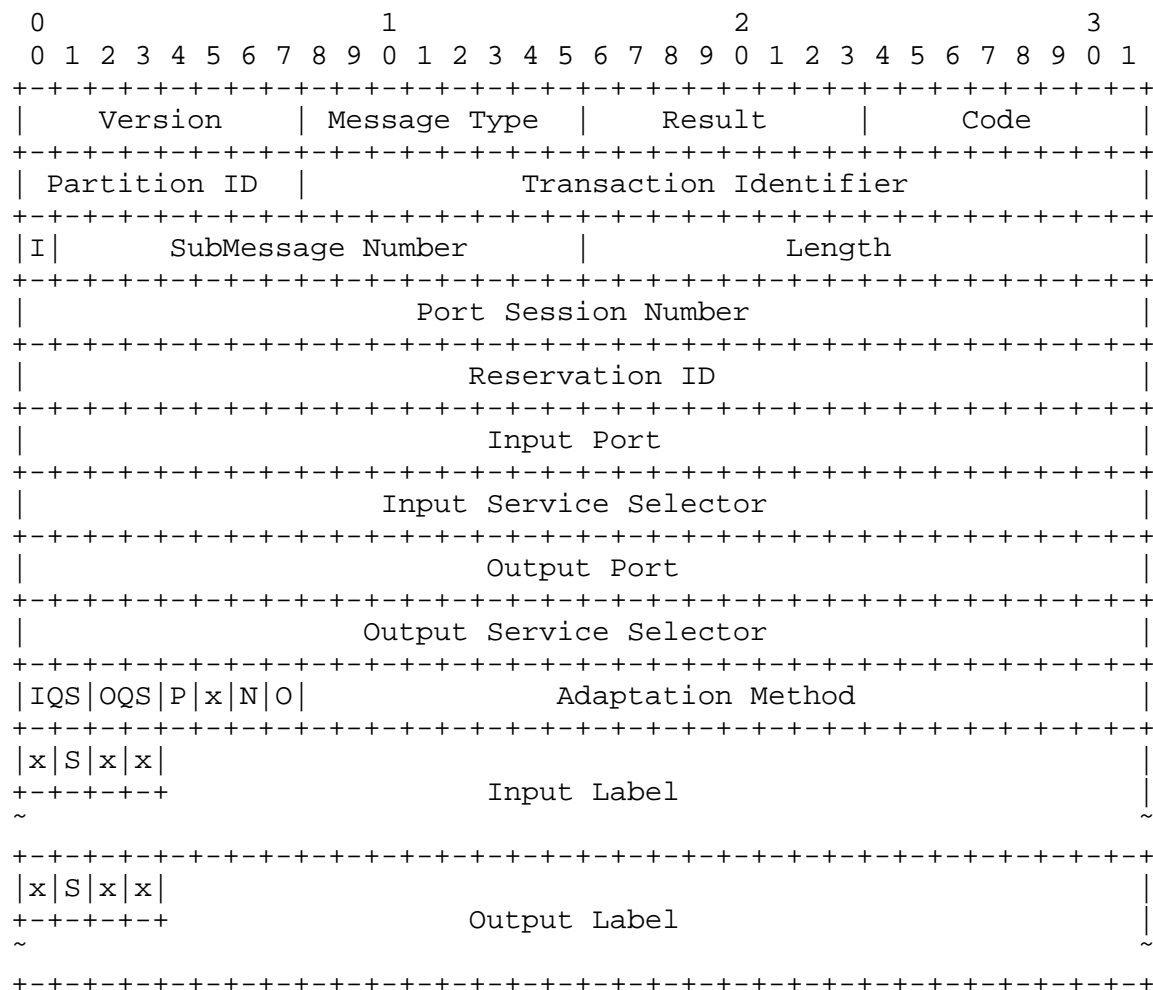 0                   1                   2                   3
 0 1 2 3 4 5 6 7 8 9 0 1 2 3 4 5 6 7 8 9 0 1 2 3 4 5 6 7 8 9 0 1
+-+-+-+-+-+-+-+-+-+-+-+-+-+-+-+-+-+-+-+-+-+-+-+-+-+-+-+-+-+-+-+-+
|    Version    | Message Type  |    Result     |     Code      |
+-+-+-+-+-+-+-+-+-+-+-+-+-+-+-+-+-+-+-+-+-+-+-+-+-+-+-+-+-+-+-+-+
| Partition ID  |            Transaction Identifier             |
+-+-+-+-+-+-+-+-+-+-+-+-+-+-+-+-+-+-+-+-+-+-+-+-+-+-+-+-+-+-+-+-+
|I|      SubMessage Number      |           Length              |
+-+-+-+-+-+-+-+-+-+-+-+-+-+-+-+-+-+-+-+-+-+-+-+-+-+-+-+-+-+-+-+-+
|                      Port Session Number                      |
+-+-+-+-+-+-+-+-+-+-+-+-+-+-+-+-+-+-+-+-+-+-+-+-+-+-+-+-+-+-+-+-+
|                         Reservation ID                        |
+-+-+-+-+-+-+-+-+-+-+-+-+-+-+-+-+-+-+-+-+-+-+-+-+-+-+-+-+-+-+-+-+
|                          Input Port                           |
+-+-+-+-+-+-+-+-+-+-+-+-+-+-+-+-+-+-+-+-+-+-+-+-+-+-+-+-+-+-+-+-+
|                    Input Service Selector                     |
+-+-+-+-+-+-+-+-+-+-+-+-+-+-+-+-+-+-+-+-+-+-+-+-+-+-+-+-+-+-+-+-+
|                          Output Port                          |
+-+-+-+-+-+-+-+-+-+-+-+-+-+-+-+-+-+-+-+-+-+-+-+-+-+-+-+-+-+-+-+-+
|                   Output Service Selector                     |
+-+-+-+-+-+-+-+-+-+-+-+-+-+-+-+-+-+-+-+-+-+-+-+-+-+-+-+-+-+-+-+-+
|IQS|OQS|P|x|N|O|              Adaptation Method                |
+-+-+-+-+-+-+-+-+-+-+-+-+-+-+-+-+-+-+-+-+-+-+-+-+-+-+-+-+-+-+-+-+
|x|S|x|x|                                                       |
+-+-+-+-+                  Input Label                          |
~                                                               ~
+-+-+-+-+-+-+-+-+-+-+-+-+-+-+-+-+-+-+-+-+-+-+-+-+-+-+-+-+-+-+-+-+
|x|S|x|x|                                                       |
+-+-+-+-+                 Output Label                          |
~                                                               ~
+-+-+-+-+-+-+-+-+-+-+-+-+-+-+-+-+-+-+-+-+-+-+-+-+-+-+-+-+-+-+-+-+